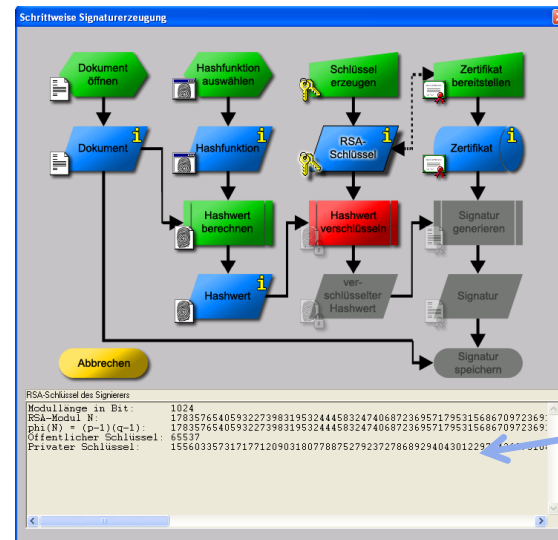 Schrittweise Signaturerzeugung
Dokument
öffnen
Hashfunktion
auswählen
Schlüssel
erzeugen
Zertifikat
bereitstellen
Dokument
Hashfunktion
RSA-
Schlüssel
Zertifikat
Hashwert
berechnen
Hashwert
verschlüsseln
Signatur
generieren
Hashwert
ver-
schlüsselter
Hashwert
Signatur
Abbrechen
Signatur
speichern
RSA-Schlüssel des Signierers
Modullänge in Bit: 1024
RSA-Modul N:
phi(N) = (p-1)(q-1):
Öffentlicher Schlüssel: 65537
Privater Schlüssel: